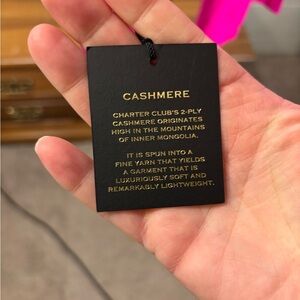 CASHMERE
CHARTER CLUB'S 2-PLY
CASHMERE ORIGINATES
HIGH IN THE MOUNTAINS
OF INNER MONGOLIA.
IT IS SPUN INTO A
FINE YARN THAT YIELDS
A GARMENT THAT IS
LUXURIOUSLY SOFT AND
REMARKABLY LIGHTWEIGHT.